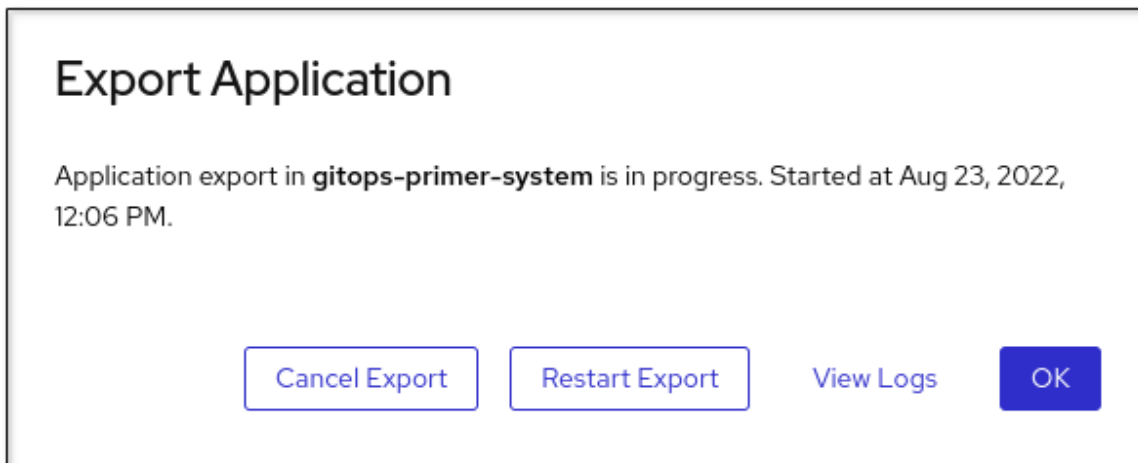 Export Application
Application export in gitops-primer-system is in progress. Started at Aug 23, 2022,
12:06 PM.
Cancel Export Restart Export View Logs OK